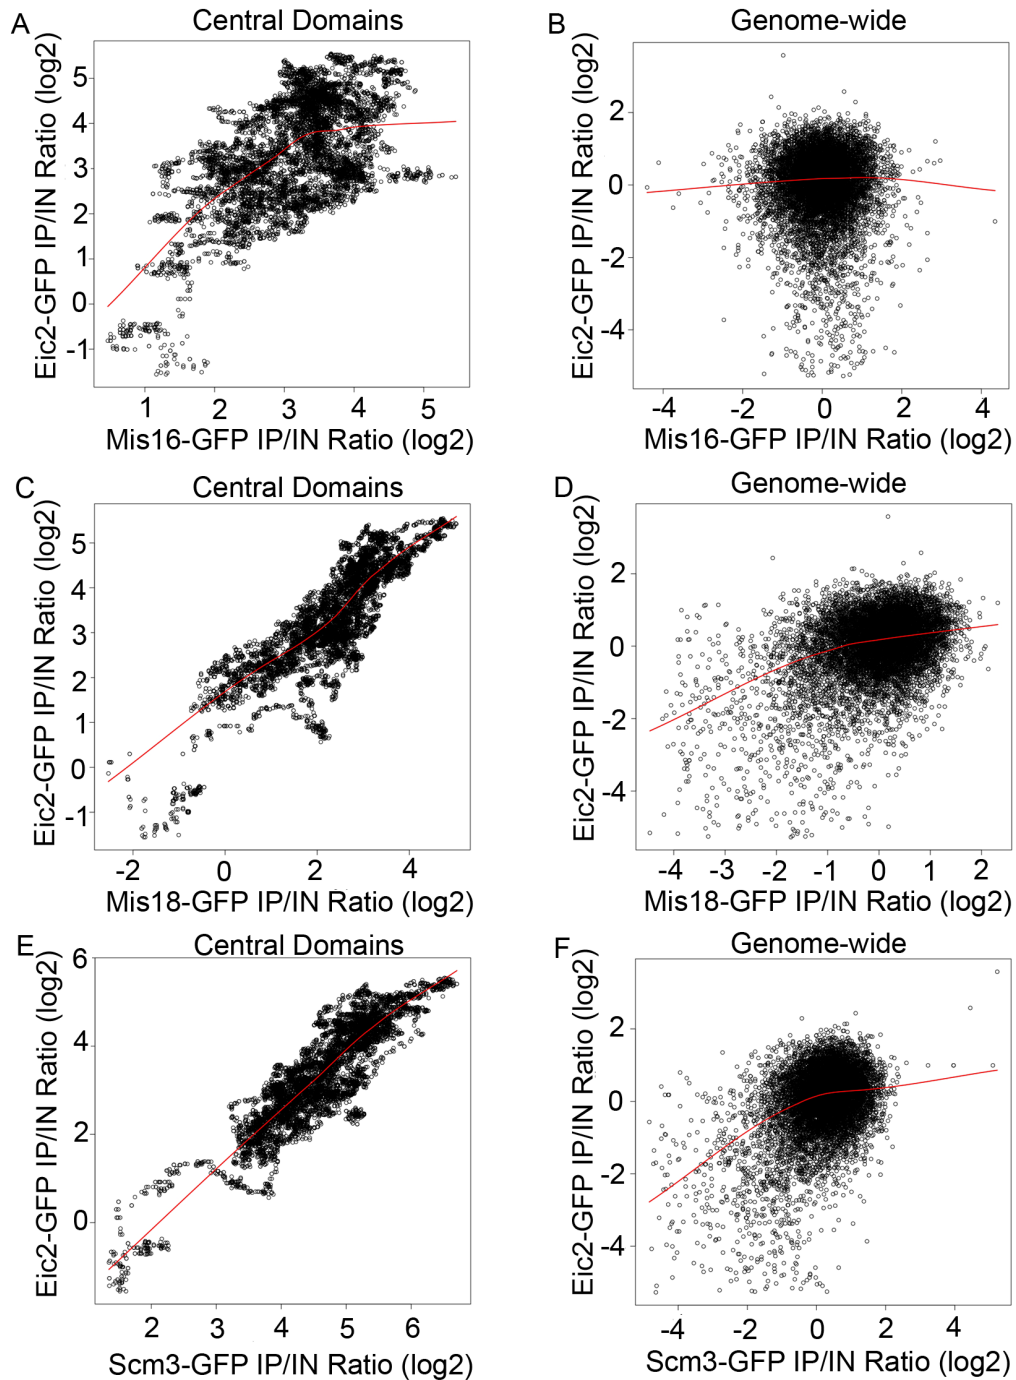 A
Central Domains
Eic2-GFP IP/IN Ratio (log2)
5
4
3
2
1
0
-1
1 2 3 4 5
Mis16-GFP IP/IN Ratio (log2)
B
Genome-wide
Eic2-GFP IP/IN Ratio (log2)
2
0
-2
-4
-4 -2 0 2 4
Mis16-GFP IP/IN Ratio (log2)
C
Central Domains
Eic2-GFP IP/IN Ratio (log2)
5
4
3
2
1
0
-1
-2 0 2 4
Mis18-GFP IP/IN Ratio (log2)
D
Genome-wide
Eic2-GFP IP/IN Ratio (log2)
2
0
-2
-4
-4 -3 -2 -1 0 1 2
Mis18-GFP IP/IN Ratio (log2)
E
Central Domains
Eic2-GFP IP/IN Ratio (log2)
6
4
2
0
2 3 4 5 6
Scm3-GFP IP/IN Ratio (log2)
F
Genome-wide
Eic2-GFP IP/IN Ratio (log2)
2
0
-2
-4
-4 -2 0 2 4
Scm3-GFP IP/IN Ratio (log2)